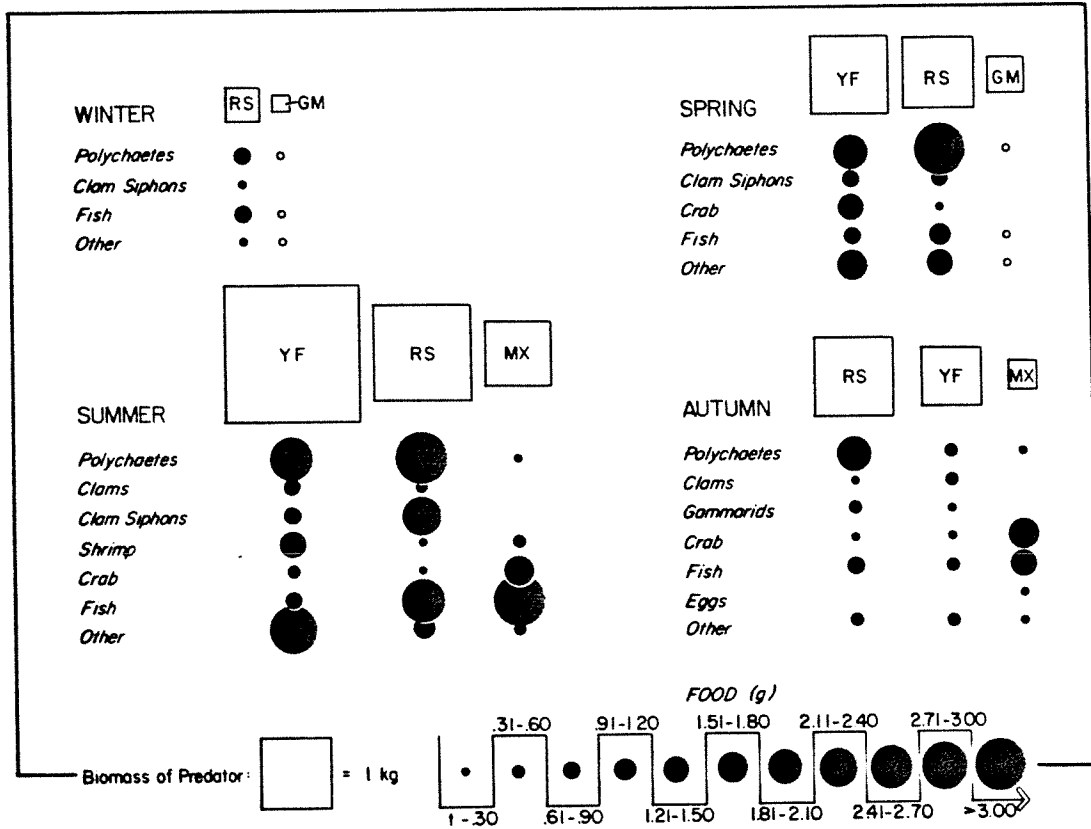 WINTER
RS GM
Polychaetes
Clam Siphons
Fish
Other
SPRING
YF RS GM
Polychaetes
Clam Siphons
Crab
Fish
Other
SUMMER
YF RS MX
Polychaetes
Clams
Clam Siphons
Shrimp
Crab
Fish
Other
AUTUMN
RS YF MX
Polychaetes
Clams
Gammarids
Crab
Fish
Eggs
Other
FOOD (g)
.31-.60 .91-1.20 1.51-1.80 2.11-2.40 2.71-3.00
Biomass of Predator: = 1 kg
t-.30 .61-.90 1.21-1.50 1.81-2.10 2.41-2.70 >3.00